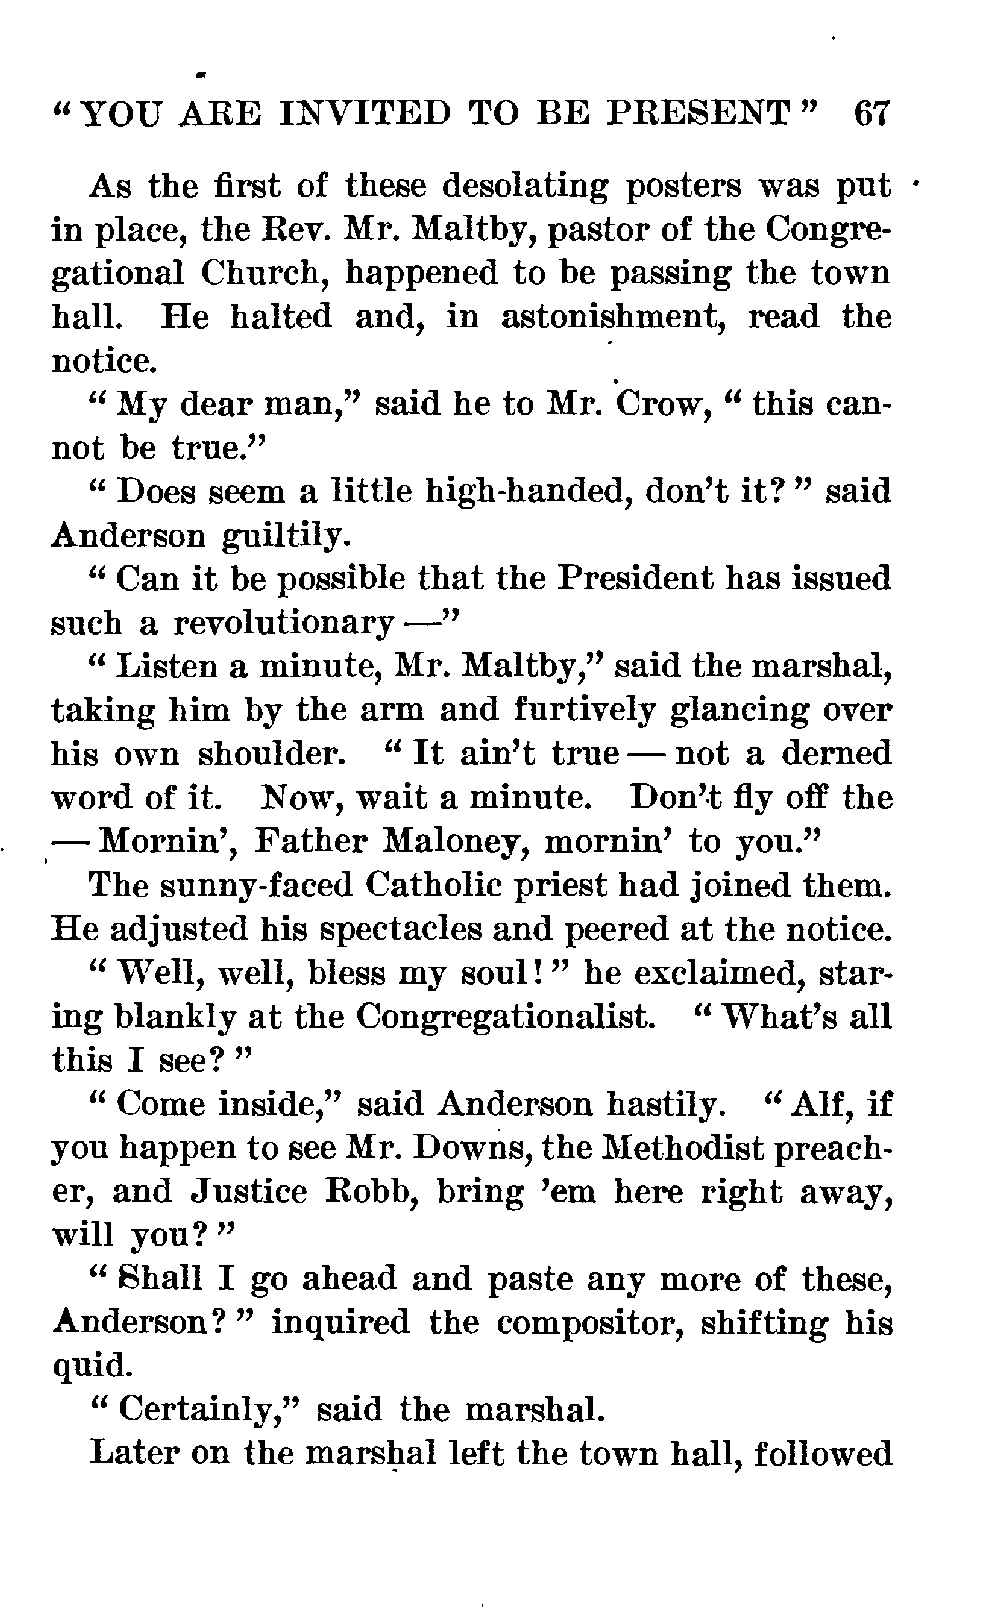 “ YOU ARE INVITED TO BE PRESENT ” 67
As the first of these desolating posters was put
in place, the Rev. Mr. Maltby, pastor of the Congre-
gational Church, happened to be passing the town
hall. He halted and, in astonishment, read the
notice.
“ My dear man,” said he to Mr. Crow, “ this can-
not be true.”
“ Does seem a little high-handed, don’t it? ” said
Anderson guiltily.
“ Can it be possible that the President has issued
such a revolutionary —”
“ Listen a minute, Mr. Maltby,” said the marshal,
taking him by the arm and furtively glancing over
his own shoulder. “ It ain’t true — not a derned
word of it. Now, wait a minute. Don’t fly off the
— Mornin’, Father Maloney, mornin’ to you.”
The sunny-faced Catholic priest had joined them.
He adjusted his spectacles and peered at the notice.
“ Well, well, bless my soul! ” he exclaimed, star-
ing blankly at the Congregationalist. “ What’s all
this I see? ”
“ Come inside,” said Anderson hastily. “ Alf, if
you happen to see Mr. Downs, the Methodist preach-
er, and Justice Robb, bring ’em here right away,
will you? ”
“ Shall I go ahead and paste any more of these,
Anderson? ” inquired the compositor, shifting his
quid.
“ Certainly,” said the marshal.
Later on the marshal left the town hall, followed